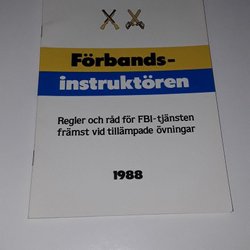 Förbands-
instruktören
Regler och råd för FBI-tjänsten
främst vid tillämpade övningar
1988